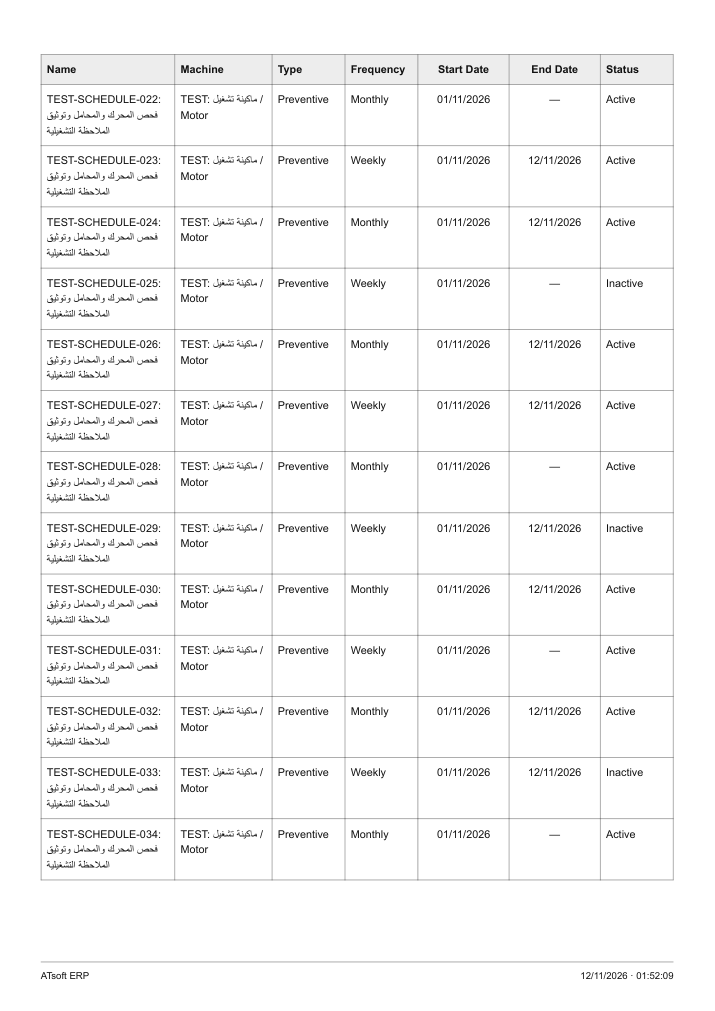 Name Machine Type Frequency Start Date End Date Status
TEST-SCHEDULE-022: TEST: ماكينة تشغيل / Preventive Monthly 01/11/2026 — Active
فحص المحرك والمحامل وتوثيق Motor
الملاحظة التشغيلية
TEST-SCHEDULE-023: TEST: ماكينة تشغيل / Preventive Weekly 01/11/2026 12/11/2026 Active
فحص المحرك والمحامل وتوثيق Motor
الملاحظة التشغيلية
TEST-SCHEDULE-024: TEST: ماكينة تشغيل / Preventive Monthly 01/11/2026 12/11/2026 Active
فحص المحرك والمحامل وتوثيق Motor
الملاحظة التشغيلية
TEST-SCHEDULE-025: TEST: ماكينة تشغيل / Preventive Weekly 01/11/2026 — Inactive
فحص المحرك والمحامل وتوثيق Motor
الملاحظة التشغيلية
TEST-SCHEDULE-026: TEST: ماكينة تشغيل / Preventive Monthly 01/11/2026 12/11/2026 Active
فحص المحرك والمحامل وتوثيق Motor
الملاحظة التشغيلية
TEST-SCHEDULE-027: TEST: ماكينة تشغيل / Preventive Weekly 01/11/2026 12/11/2026 Active
فحص المحرك والمحامل وتوثيق Motor
الملاحظة التشغيلية
TEST-SCHEDULE-028: TEST: ماكينة تشغيل / Preventive Monthly 01/11/2026 — Active
فحص المحرك والمحامل وتوثيق Motor
الملاحظة التشغيلية
TEST-SCHEDULE-029: TEST: ماكينة تشغيل / Preventive Weekly 01/11/2026 12/11/2026 Inactive
فحص المحرك والمحامل وتوثيق Motor
الملاحظة التشغيلية
TEST-SCHEDULE-030: TEST: ماكينة تشغيل / Preventive Monthly 01/11/2026 12/11/2026 Active
فحص المحرك والمحامل وتوثيق Motor
الملاحظة التشغيلية
TEST-SCHEDULE-031: TEST: ماكينة تشغيل / Preventive Weekly 01/11/2026 — Active
فحص المحرك والمحامل وتوثيق Motor
الملاحظة التشغيلية
TEST-SCHEDULE-032: TEST: ماكينة تشغيل / Preventive Monthly 01/11/2026 12/11/2026 Active
فحص المحرك والمحامل وتوثيق Motor
الملاحظة التشغيلية
TEST-SCHEDULE-033: TEST: ماكينة تشغيل / Preventive Weekly 01/11/2026 12/11/2026 Inactive
فحص المحرك والمحامل وتوثيق Motor
الملاحظة التشغيلية
TEST-SCHEDULE-034: TEST: ماكينة تشغيل / Preventive Monthly 01/11/2026 — Active
فحص المحرك والمحامل وتوثيق Motor
الملاحظة التشغيلية
ATsoft ERP 12/11/2026 · 01:52:09